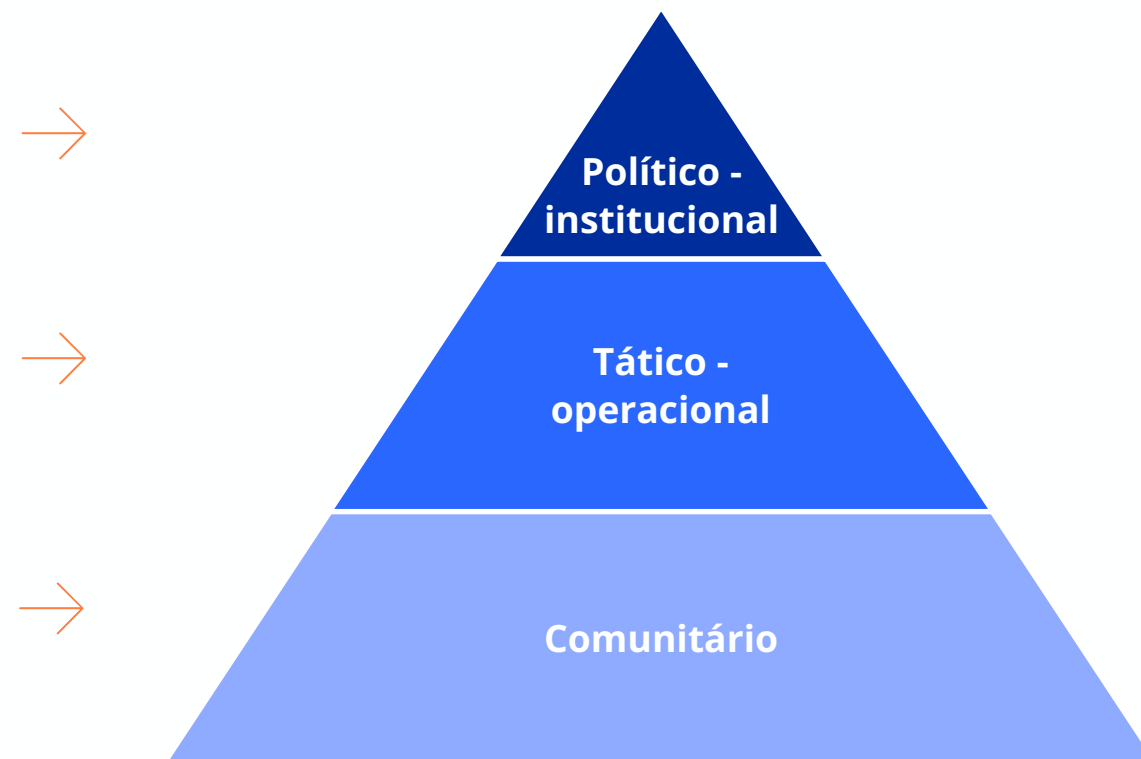 Político -
institucional
Tático -
operacional
Comunitário